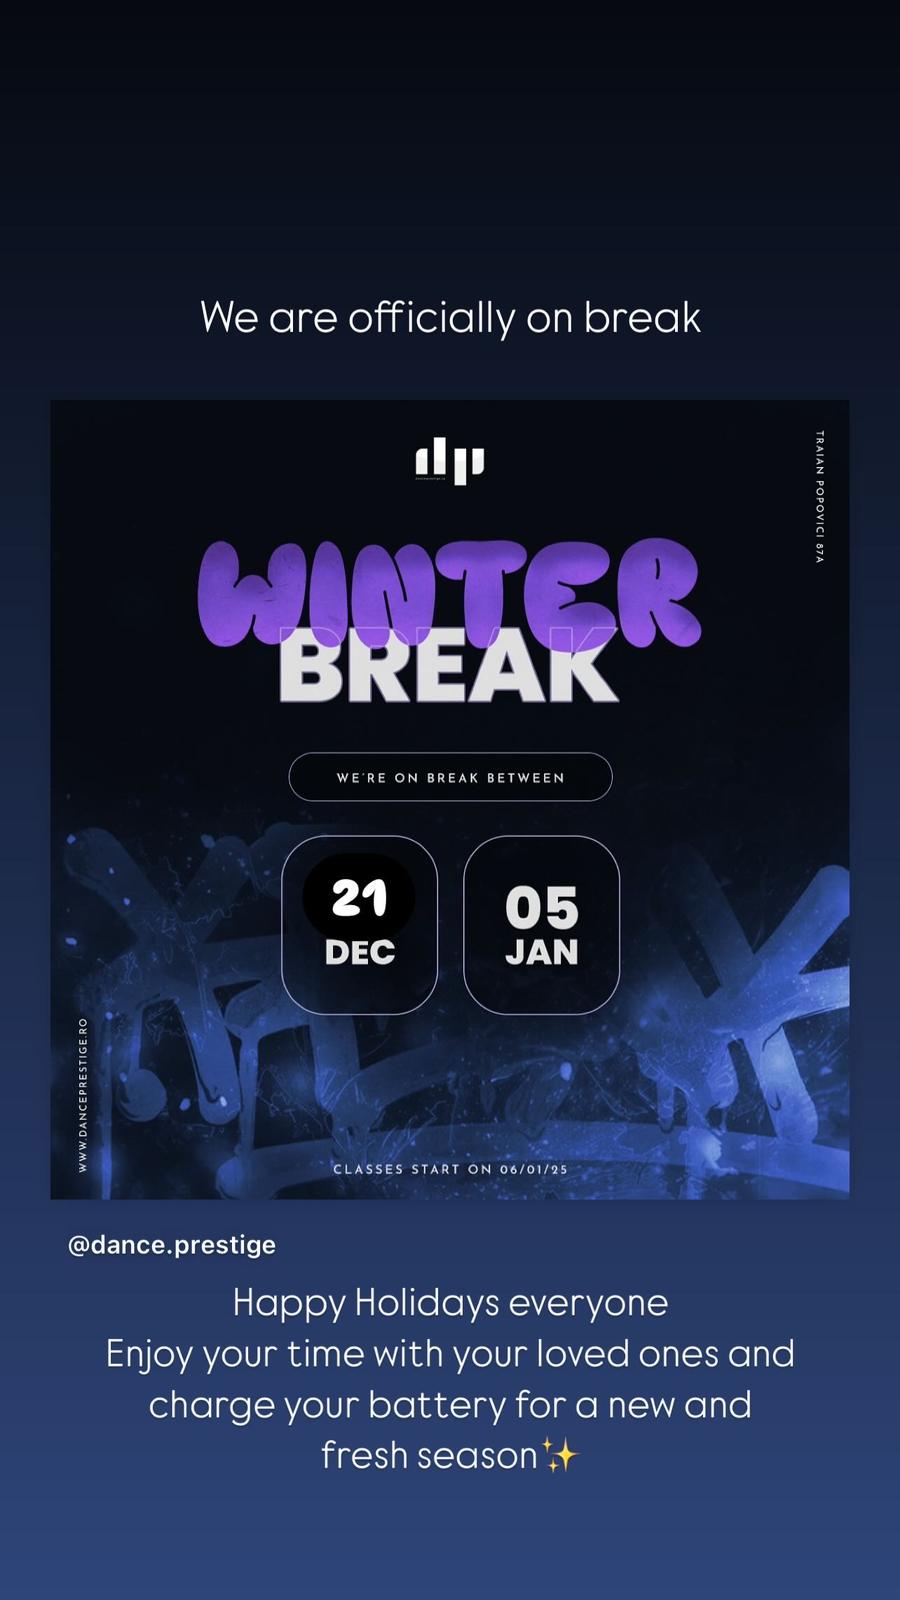 We are officially on break
dp
TRAIAN POPOVICI 87A
WINTER
BREAK
WE'RE ON BREAK BETWEEN
21
DEC
05
JAN
WWW.DANCEPRESTIGE.RO
CLASSES START ON 06/01/25
@dance.prestige
Happy Holidays everyone
Enjoy your time with your loved ones and
charge your battery for a new and
fresh season✨